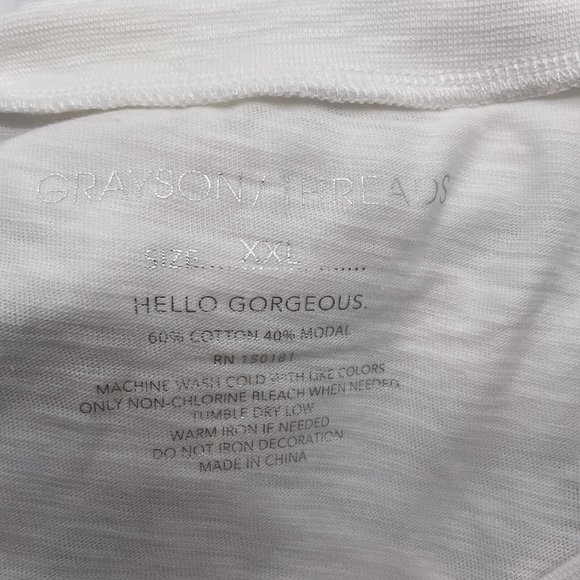 GRAYSON / THREADS
SIZE.......XXL...........
HELLO GORGEOUS.
60% COTTON 40% MODAL
RN 150181
MACHINE WASH COLD WITH LIKE COLORS
ONLY NON-CHLORINE BLEACH WHEN NEEDED
TUMBLE DRY LOW
WARM IRON IF NEEDED
DO NOT IRON DECORATION
MADE IN CHINA